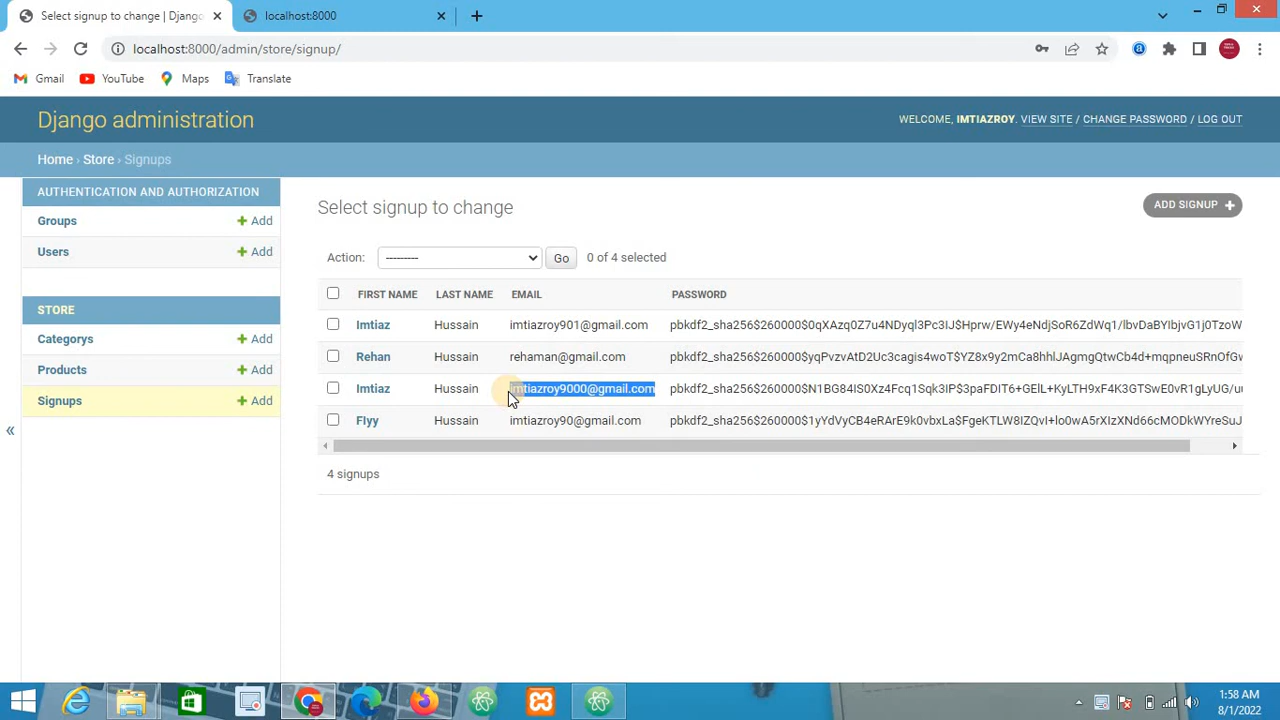 Select signup to change | Django
localhost:8000
localhost:8000/admin/store/signup/
Gmail YouTube Maps Translate
Django administration
WELCOME, IMTIAZROY. VIEW SITE / CHANGE PASSWORD / LOG OUT
Home › Store › Signups
AUTHENTICATION AND AUTHORIZATION
Groups + Add
Users + Add
STORE
Categorys + Add
Products + Add
Signups + Add
«
Select signup to change
ADD SIGNUP +
Action: --------- Go 0 of 4 selected
FIRST NAME LAST NAME EMAIL PASSWORD
Imtiaz Hussain imtiazroy901@gmail.com
Rehan Hussain rehaman@gmail.com
Imtiaz Hussain imtiazroy9000@gmail.com
Hussain imtiazroy90@gmail.com
4 signups
1:58 AM
8/1/2022